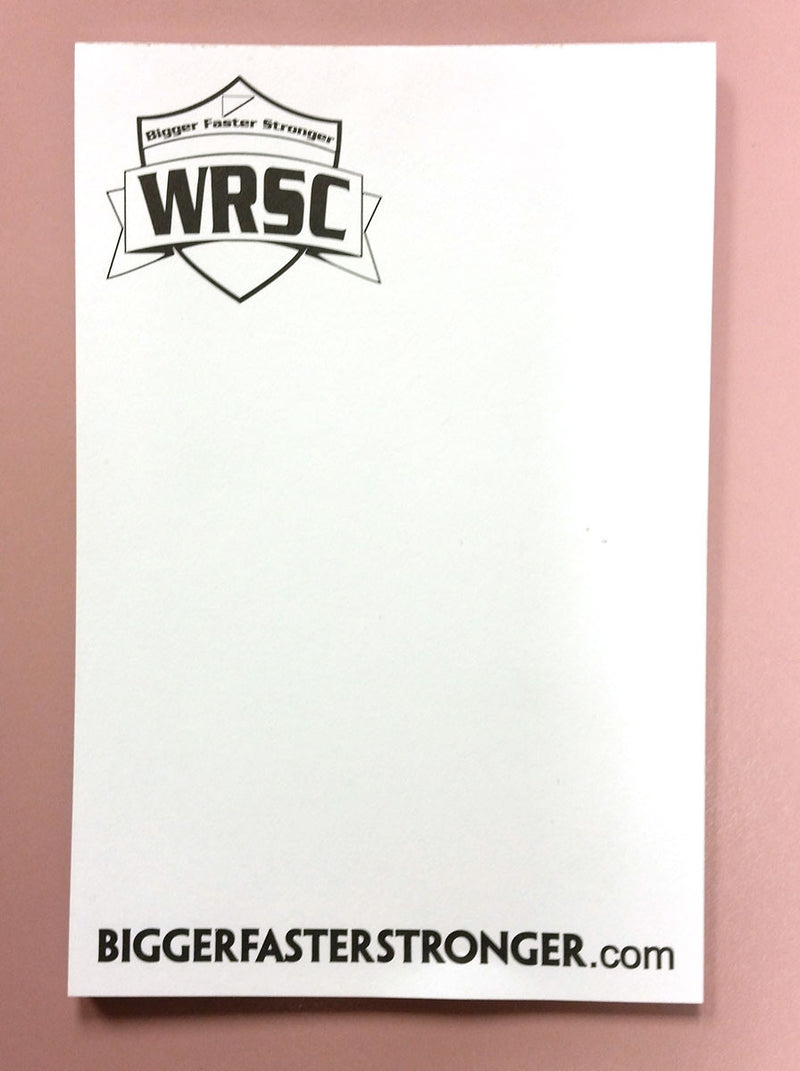 Bigger Faster Stronger
WRSC
BIGGERFASTERSTRONGER.com